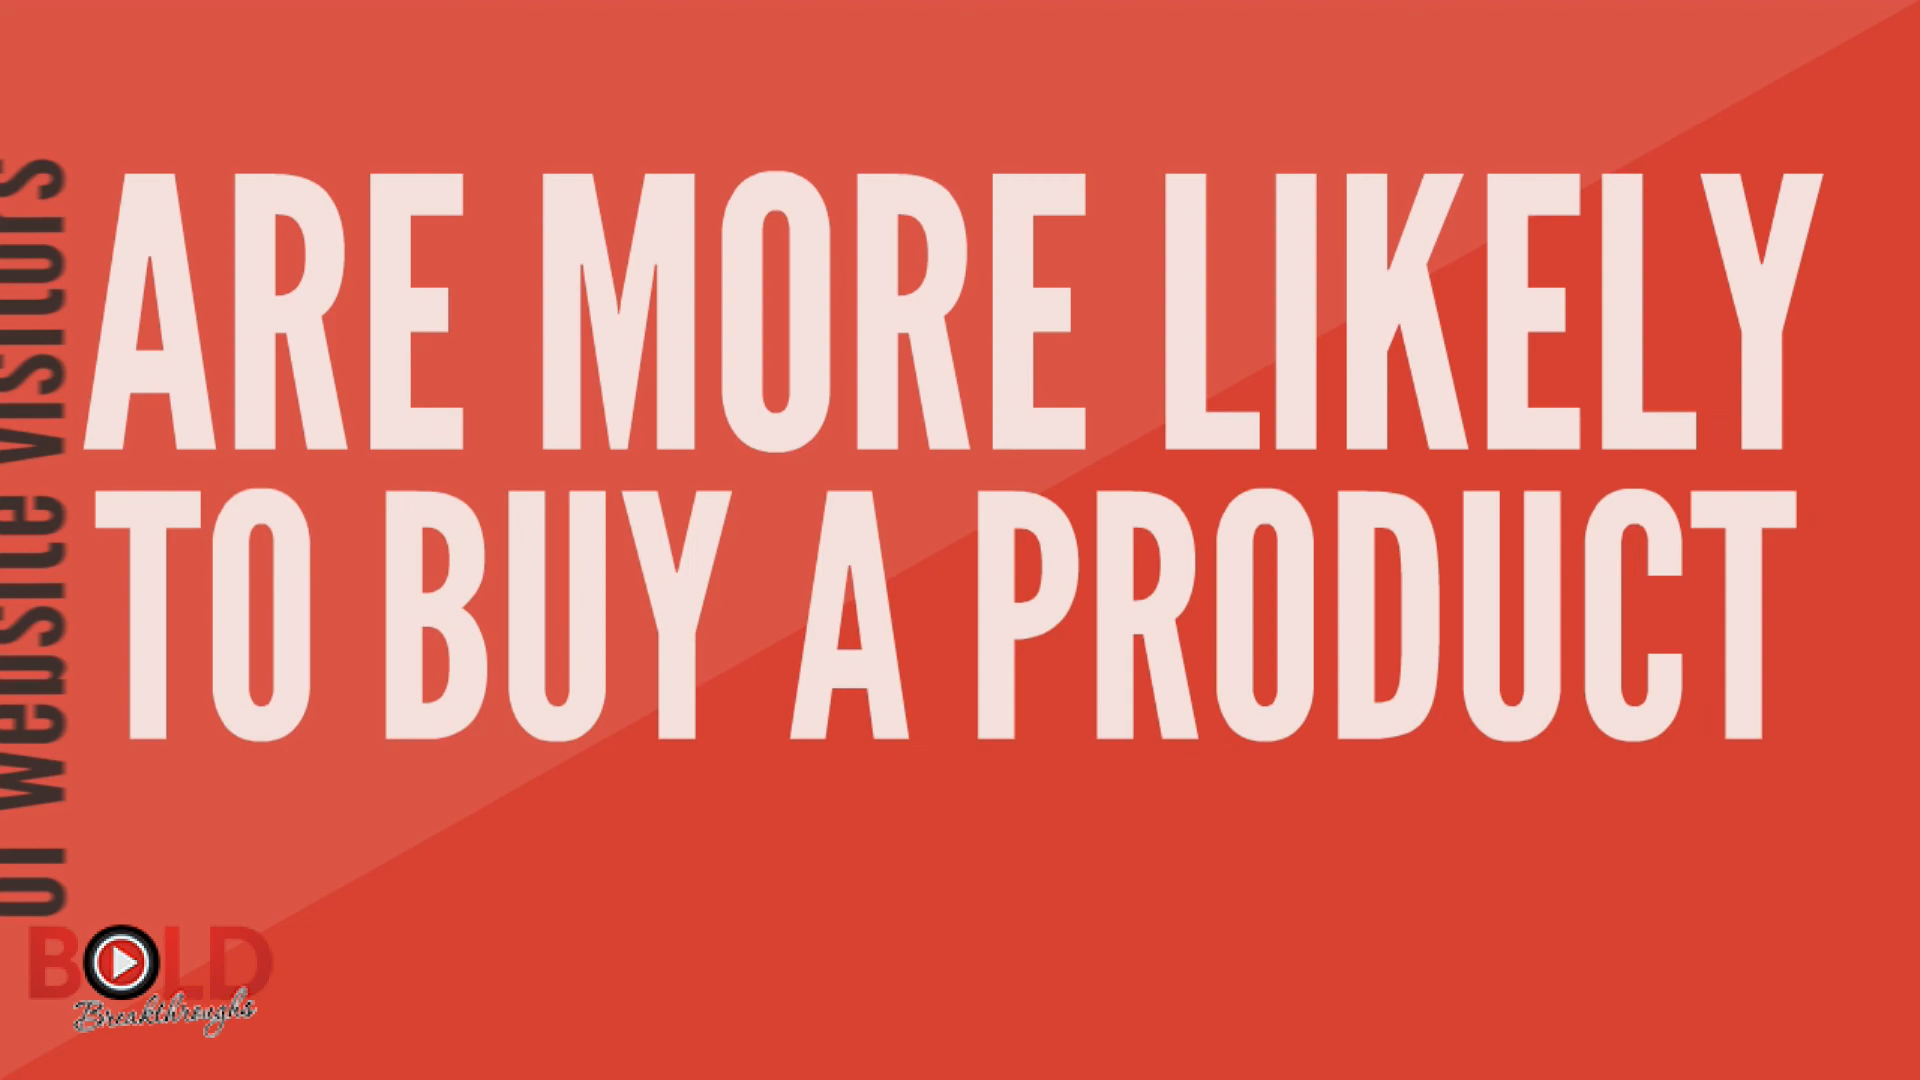 of website visitors
ARE MORE LIKELY
TO BUY A PRODUCT
BOLD
Breakthroughs